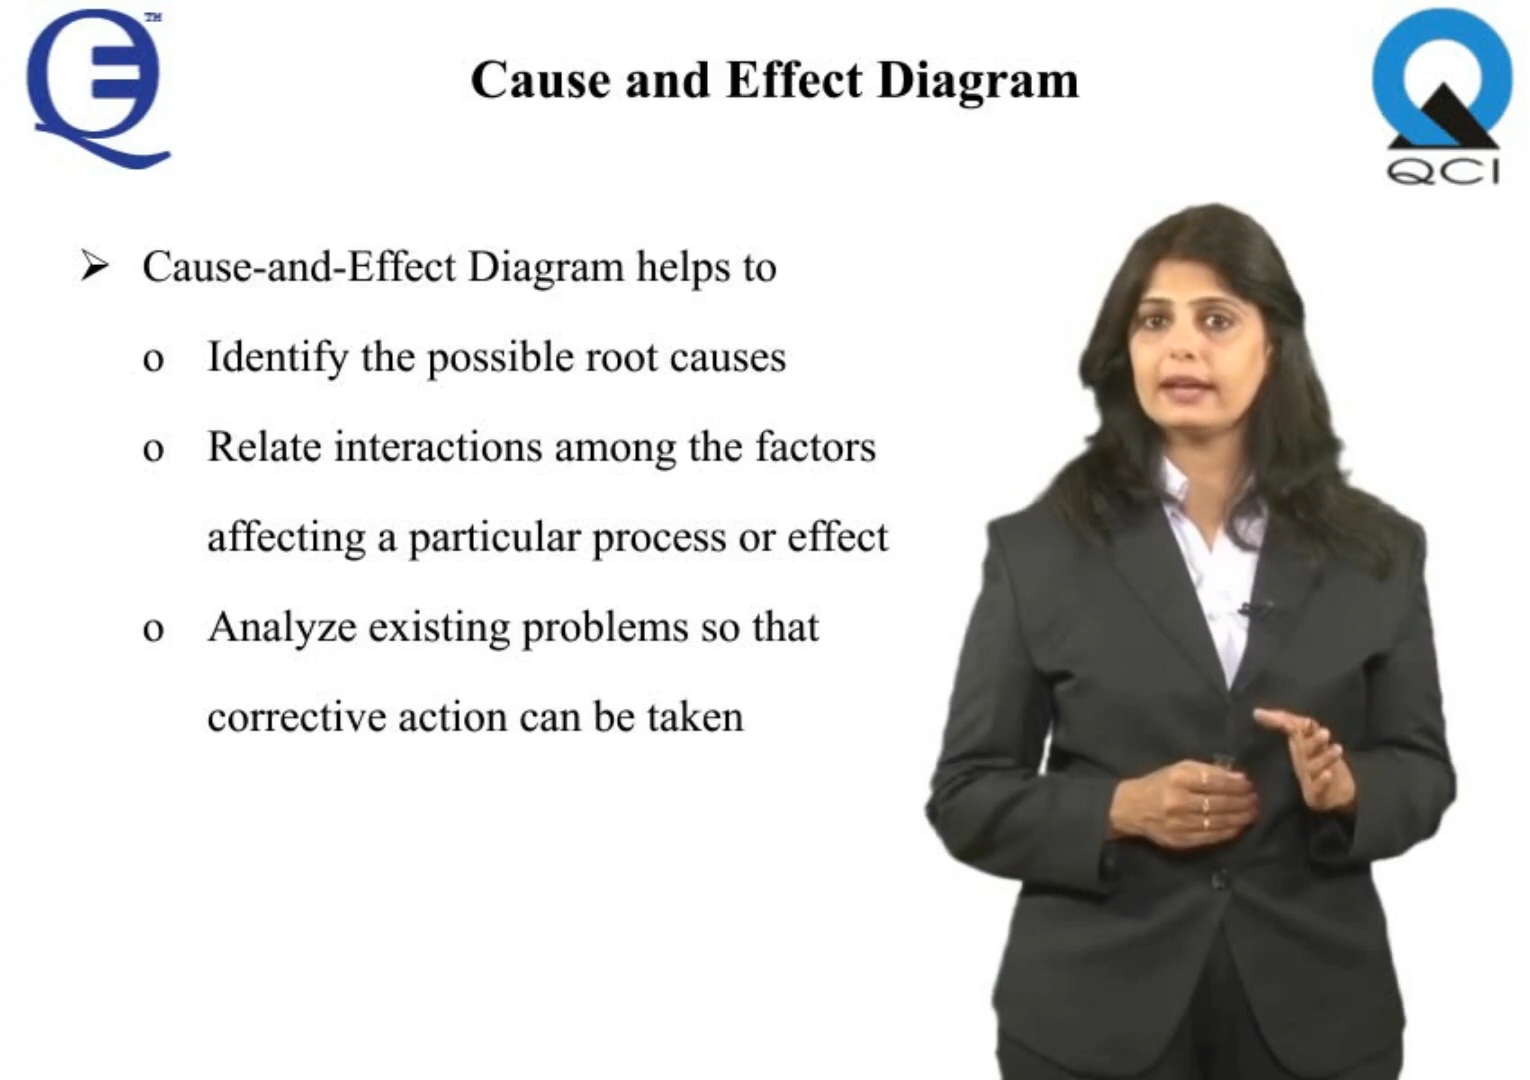 TM
Cause and Effect Diagram
QCI
➢ Cause-and-Effect Diagram helps to
o Identify the possible root causes
o Relate interactions among the factors
affecting a particular process or effect
o Analyze existing problems so that
corrective action can be taken